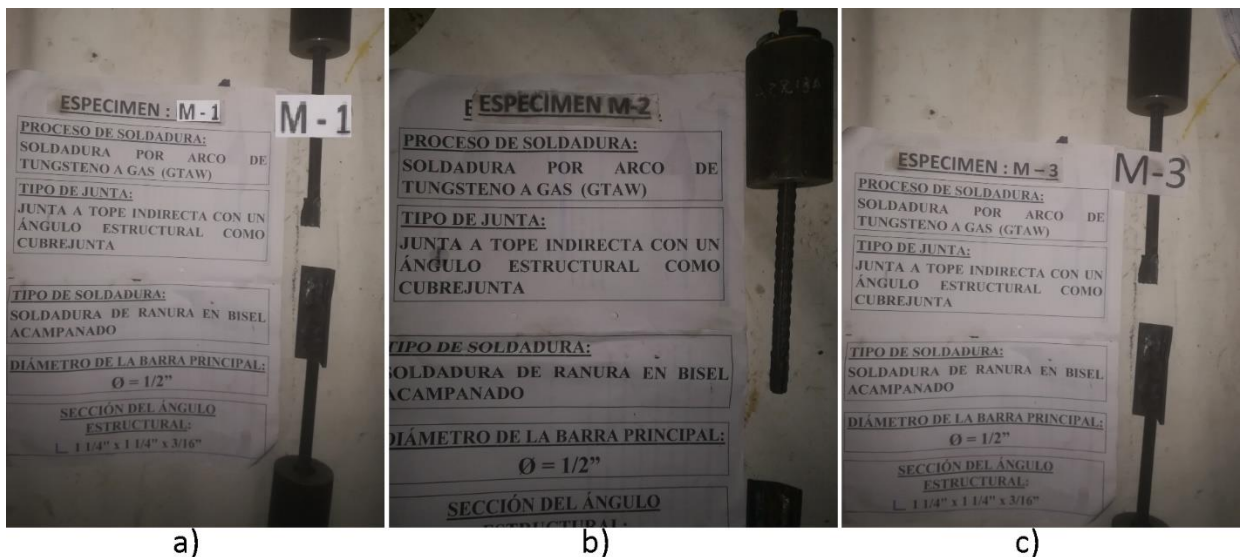 ESPECIMEN : M - 1
M - 1
PROCESO DE SOLDADURA:
SOLDADURA POR ARCO DE
TUNGSTENO A GAS (GTAW)
TIPO DE JUNTA:
JUNTA A TOPE INDIRECTA CON UN
ÁNGULO ESTRUCTURAL COMO
CUBREJUNTA
TIPO DE SOLDADURA:
SOLDADURA DE RANURA EN BISEL
ACAMPANADO
DIÁMETRO DE LA BARRA PRINCIPAL:
Ø = 1/2”
SECCIÓN DEL ÁNGULO
ESTRUCTURAL:
∟ 1 1/4” x 1 1/4” x 3/16”
a)
ESPECIMEN M-2
PROCESO DE SOLDADURA:
SOLDADURA POR ARCO DE
TUNGSTENO A GAS (GTAW)
TIPO DE JUNTA:
JUNTA A TOPE INDIRECTA CON UN
ÁNGULO ESTRUCTURAL COMO
CUBREJUNTA
TIPO DE SOLDADURA:
SOLDADURA DE RANURA EN BISEL
ACAMPANADO
DIÁMETRO DE LA BARRA PRINCIPAL:
Ø = 1/2”
SECCIÓN DEL ÁNGULO
ESTRUCTURAL:
b)
ESPECIMEN : M – 3
M-3
PROCESO DE SOLDADURA:
SOLDADURA POR ARCO DE
TUNGSTENO A GAS (GTAW)
TIPO DE JUNTA:
JUNTA A TOPE INDIRECTA CON UN
ÁNGULO ESTRUCTURAL COMO
CUBREJUNTA
TIPO DE SOLDADURA:
SOLDADURA DE RANURA EN BISEL
ACAMPANADO
DIÁMETRO DE LA BARRA PRINCIPAL:
Ø = 1/2”
SECCIÓN DEL ÁNGULO
ESTRUCTURAL:
∟ 1 1/4” x 1 1/4” x 3/16”
c)